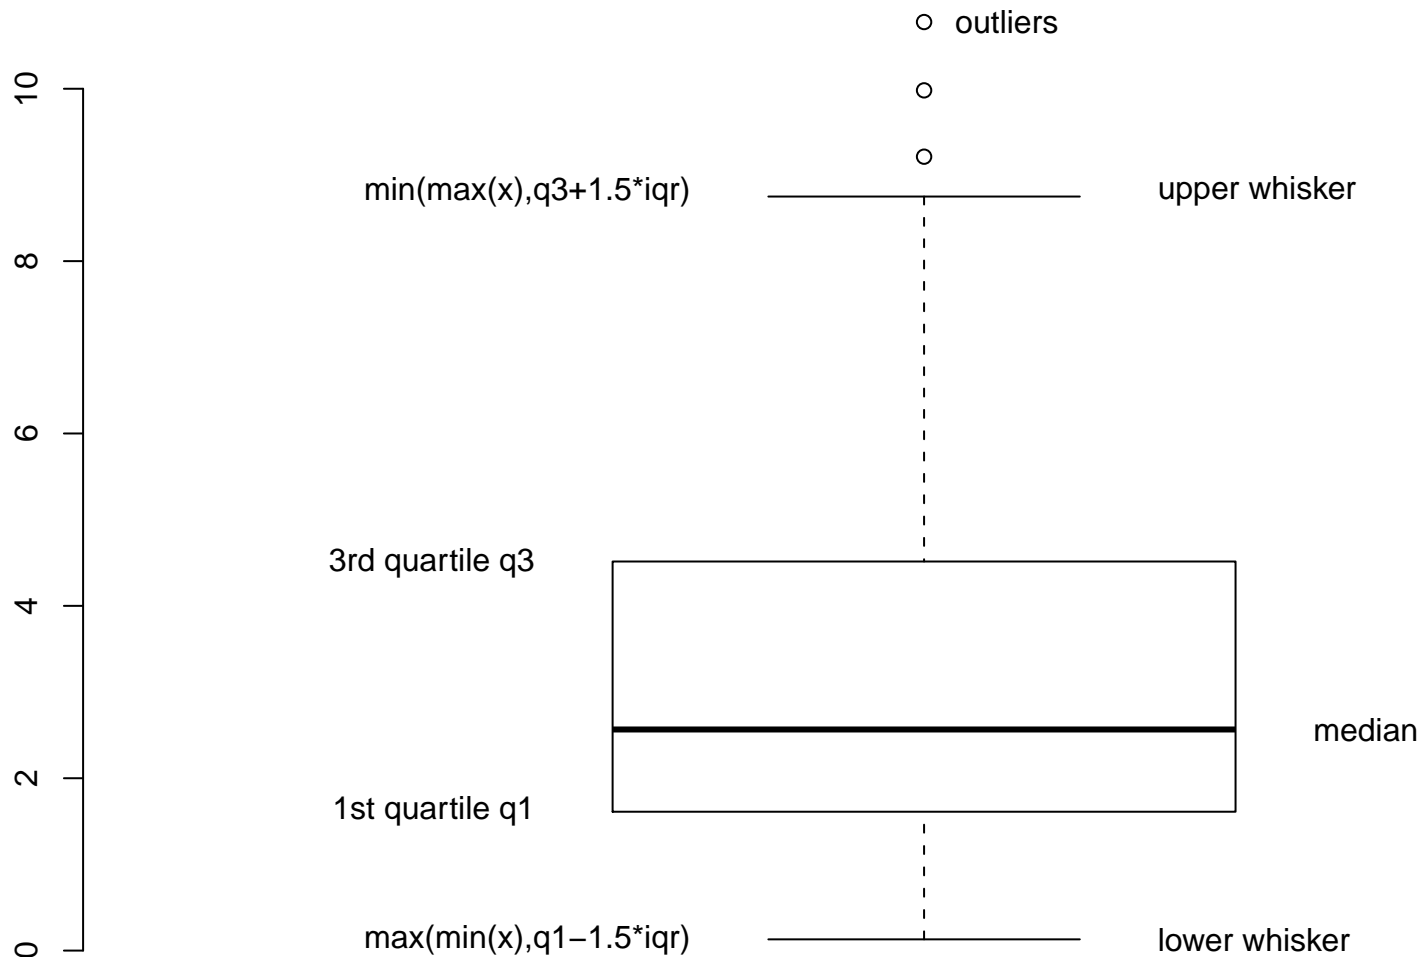 outliers
10
min(max(x),q3+1.5*iqr)
upper whisker
8
6
3rd quartile q3
4
median
2
1st quartile q1
max(min(x),q1−1.5*iqr)
lower whisker
0